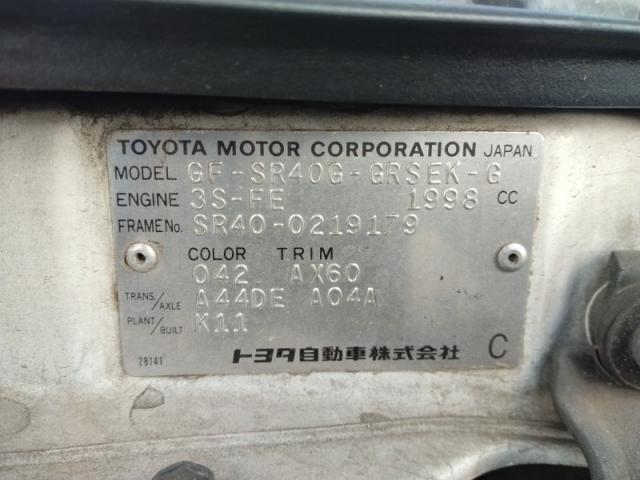 TOYOTA MOTOR CORPORATION JAPAN
MODEL GF-SR40G-GRSEK-G
ENGINE 3S-FE 1998 CC
FRAME No. SR40-0219179
COLOR TRIM
042 AX60
TRANS/AXLE A44DE A04A
PLANT/BUILT K11
28141 トヨタ自動車株式会社 C